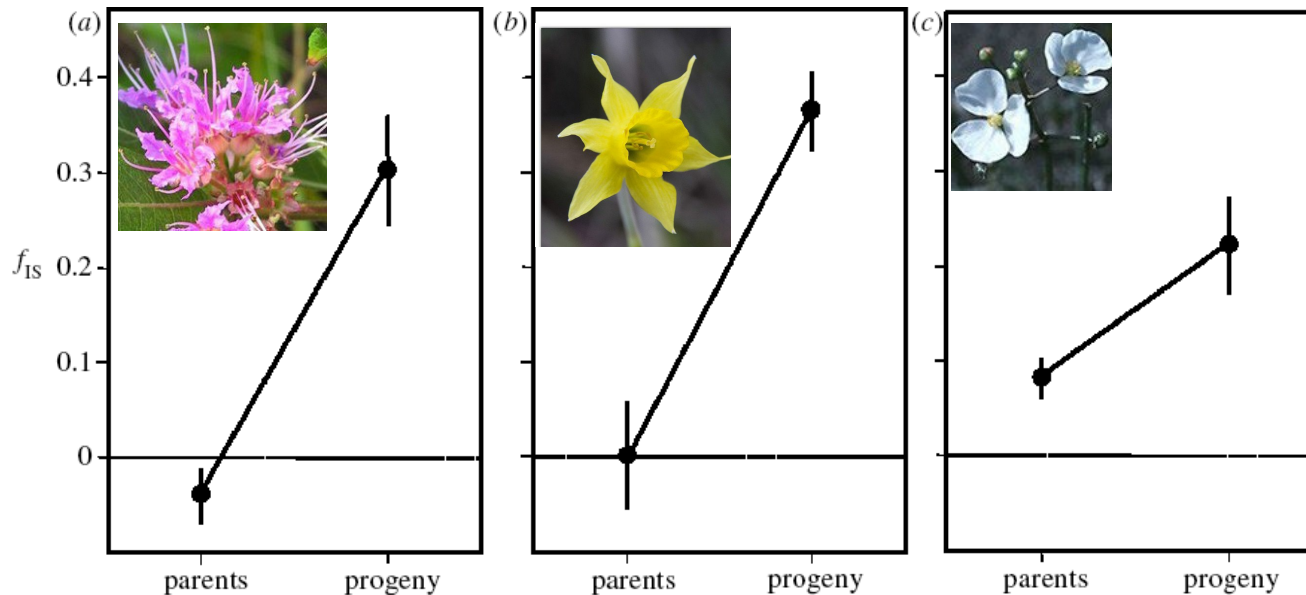 (a) (b) (c)
0.4
0.3
f_IS 0.2
0.1
0
parents progeny parents progeny parents progeny